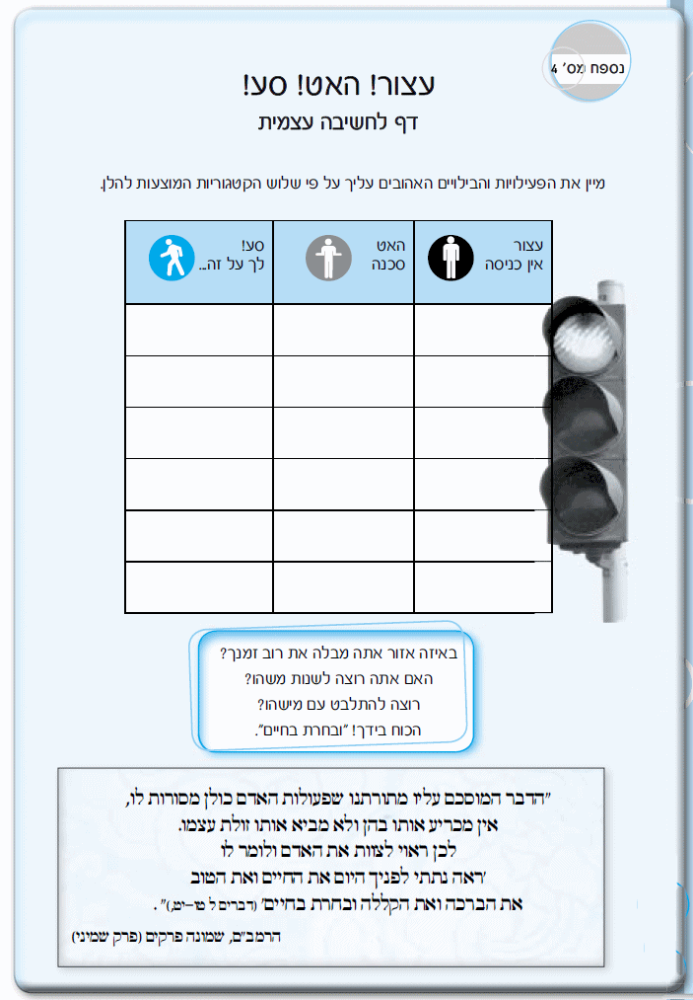 נספח מס' 4
עצור! האט! סע!
דף לחשיבה עצמית
מיין את הפעילויות והבילויים האהובים עליך על פי שלוש הקטגוריות המוצעות להלן.
עצור
אין כניסה
האט
סכנה
סע!
לך על זה...
באיזה אזור אתה מבלה את רוב זמנך?
האם אתה רוצה לשנות משהו?
רוצה להתלבט עם מישהו?
הכוח בידך! "ובחרת בחיים".
"הדבר המוסכם עליו מתורתנו שפעולות האדם כולן מסורות לו,
אין מכריע אותו בהן ולא מביא אותו זולת עצמו.
לכן ראוי לצוות את האדם ולומר לו
'ראה נתתי לפניך היום את החיים ואת הטוב
את הברכה ואת הקללה ובחרת בחיים' (דברים ל טו-יט,)" .
הרמב"ם, שמונה פרקים (פרק שמיני)